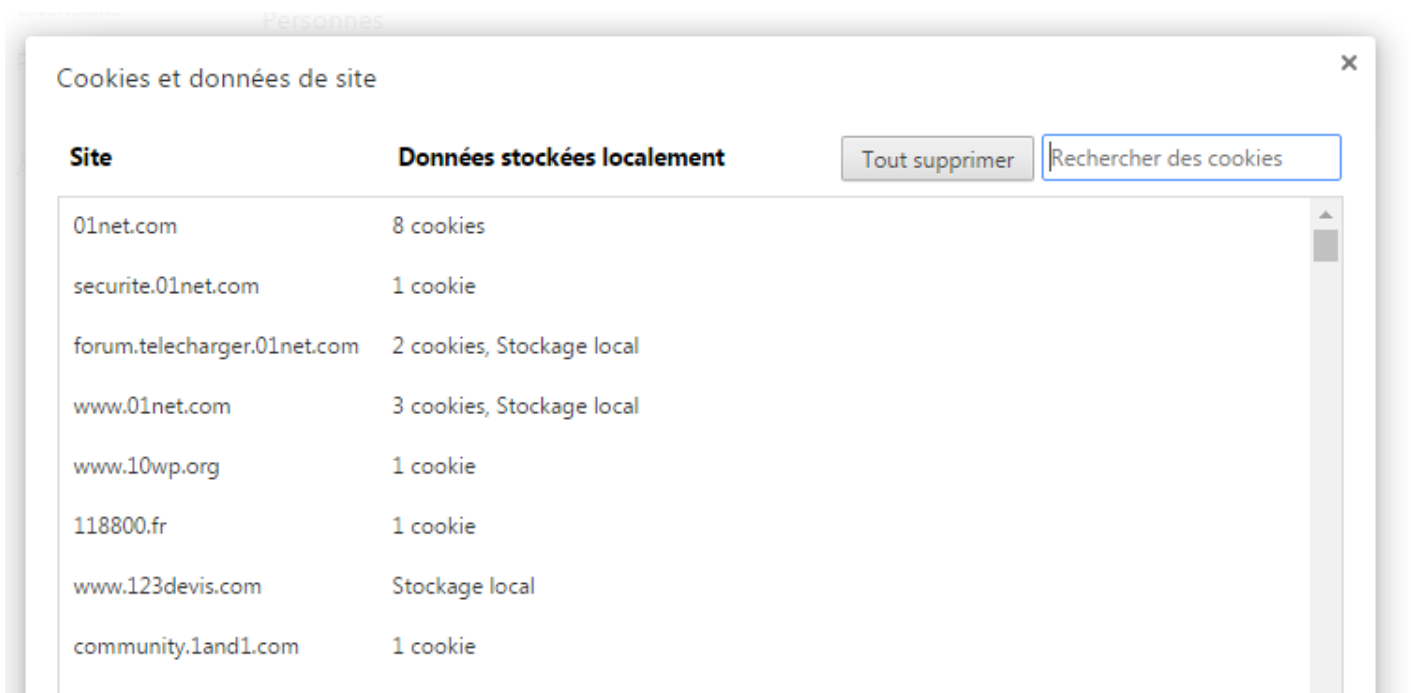 Personnes
Cookies et données de site
×
Site Données stockées localement Tout supprimer Rechercher des cookies
01net.com 8 cookies
securite.01net.com 1 cookie
forum.telecharger.01net.com 2 cookies, Stockage local
www.01net.com 3 cookies, Stockage local
www.10wp.org 1 cookie
118800.fr 1 cookie
www.123devis.com Stockage local
community.1and1.com 1 cookie